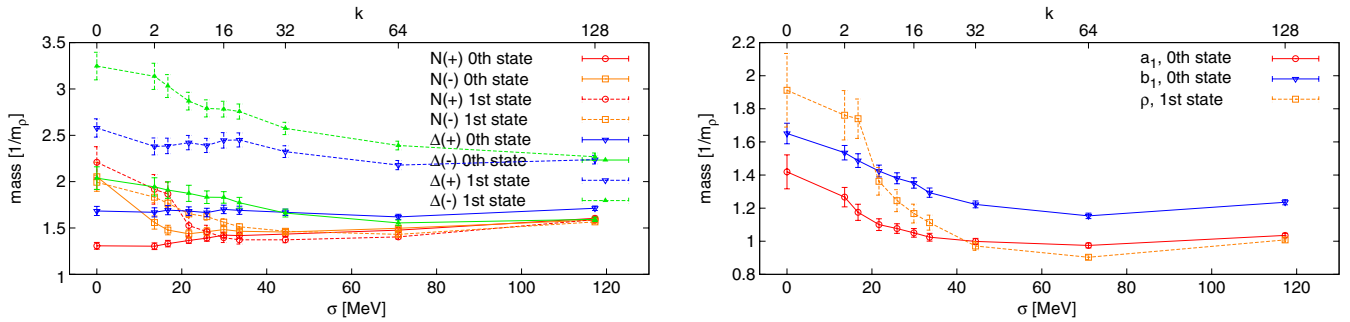 k
0 2 16 32 64 128
3.5
3
2.5
2
1.5
1
mass [1/mρ]
N(+) 0th state
N(-) 0th state
N(+) 1st state
N(-) 1st state
Δ(+) 0th state
Δ(-) 0th state
Δ(+) 1st state
Δ(-) 1st state
0 20 40 60 80 100 120
σ [MeV]
k
0 2 16 32 64 128
2.2
2
1.8
1.6
1.4
1.2
1
0.8
mass [1/mρ]
a1, 0th state
b1, 0th state
ρ, 1st state
0 20 40 60 80 100 120
σ [MeV]